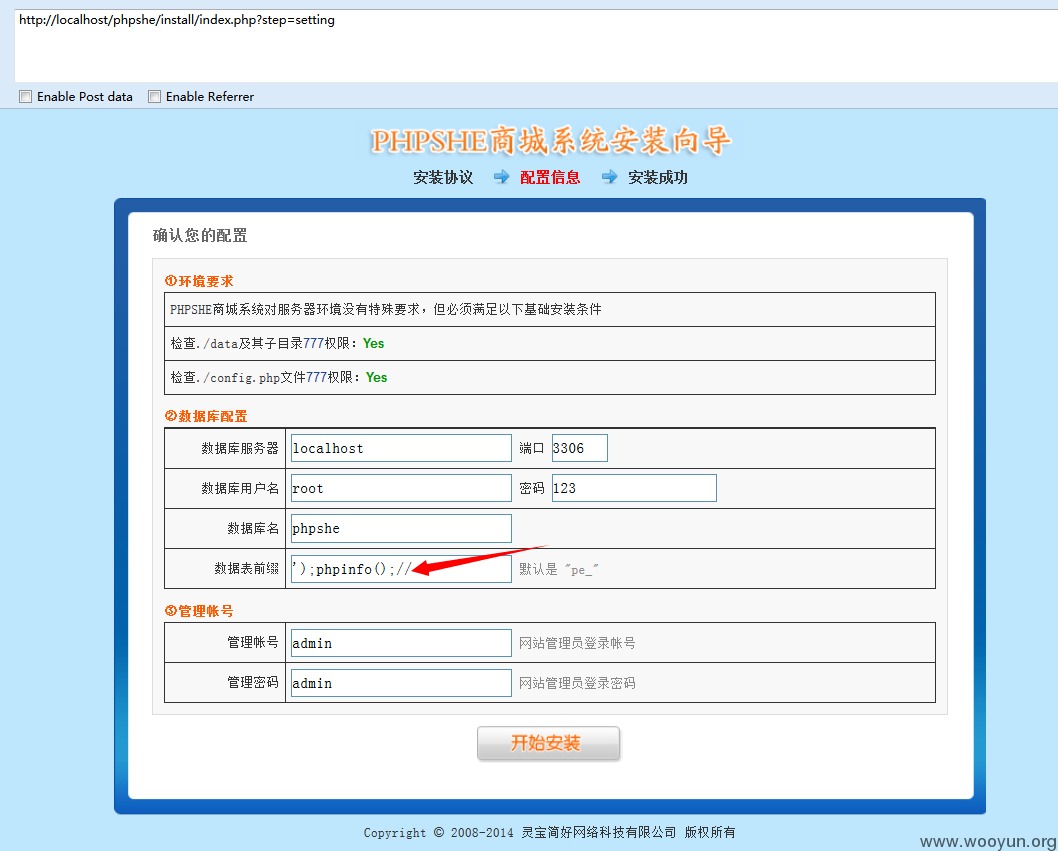 http://localhost/phpshe/install/index.php?step=setting
Enable Post data Enable Referrer
PHPSHE商城系统安装向导
安装协议 配置信息 安装成功
确认您的配置
①环境要求
PHPSHE商城系统对服务器环境没有特殊要求，但必须满足以下基础安装条件
检查./data及其子目录777权限：Yes
检查./config.php文件777权限：Yes
②数据库配置
数据库服务器 localhost 端口 3306
数据库用户名 root 密码 123
数据库名 phpshe
数据表前缀 ');phpinfo();// 默认是 "pe_"
③管理帐号
管理帐号 admin 网站管理员登录帐号
管理密码 admin 网站管理员登录密码
开始安装
Copyright © 2008-2014 灵宝简好网络科技有限公司 版权所有
www.wooyun.org